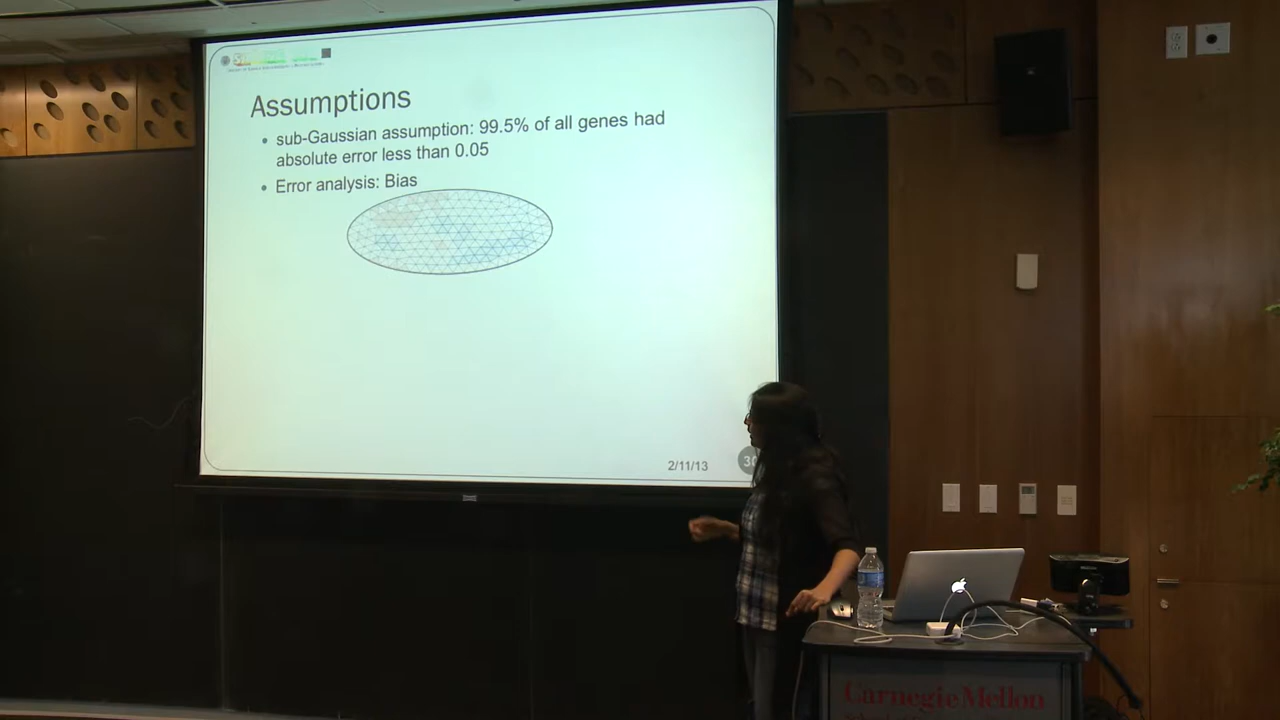 Assumptions
• sub-Gaussian assumption: 99.5% of all genes had
absolute error less than 0.05
• Error analysis: Bias
2/11/13
30
Carnegie Mellon